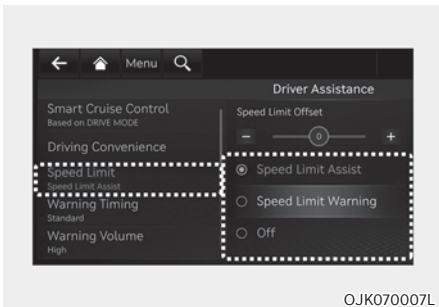 Menu
Driver Assistance
Smart Cruise Control
Based on DRIVE MODE
Driving Convenience
Speed Limit
Speed Limit Assist
Warning Timing
Standard
Warning Volume
High
Speed Limit Offset
- 0 +
Speed Limit Assist
Speed Limit Warning
Off
OJK070007L